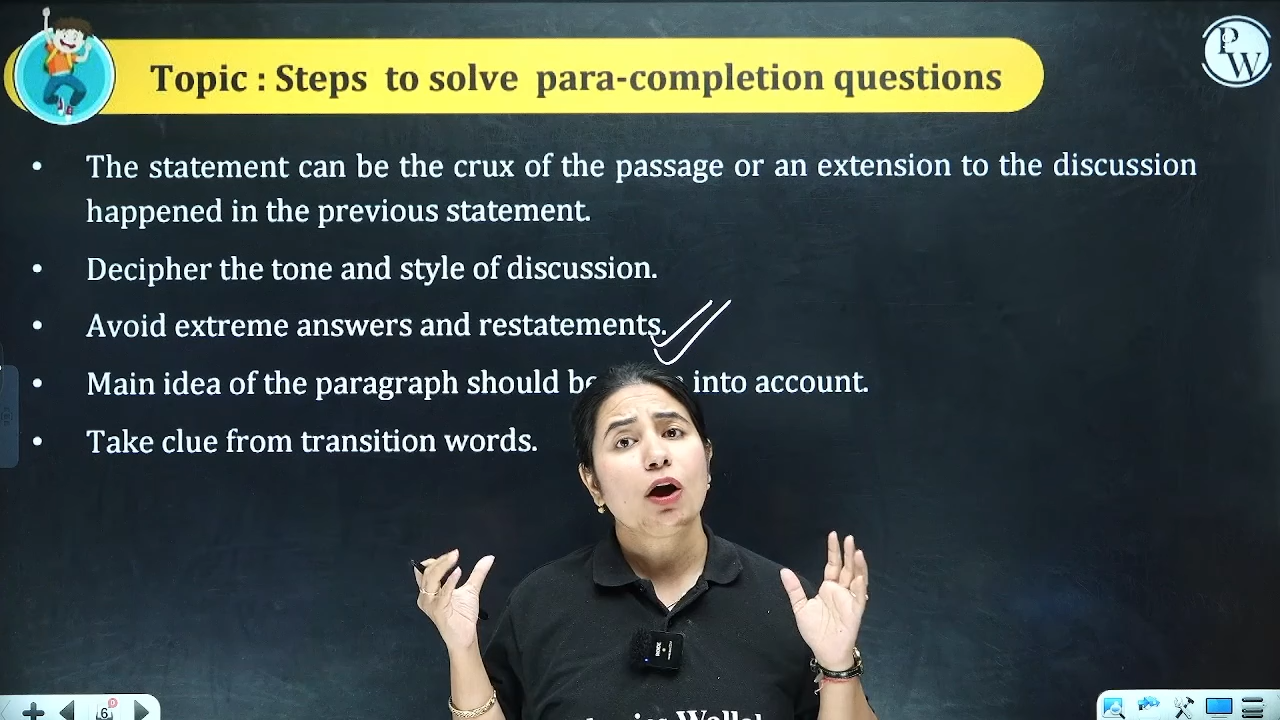 Topic : Steps to solve para-completion questions
PW
• The statement can be the crux of the passage or an extension to the discussion
happened in the previous statement.
• Decipher the tone and style of discussion.
• Avoid extreme answers and restatements.
• Main idea of the paragraph should be into account.
• Take clue from transition words.
6